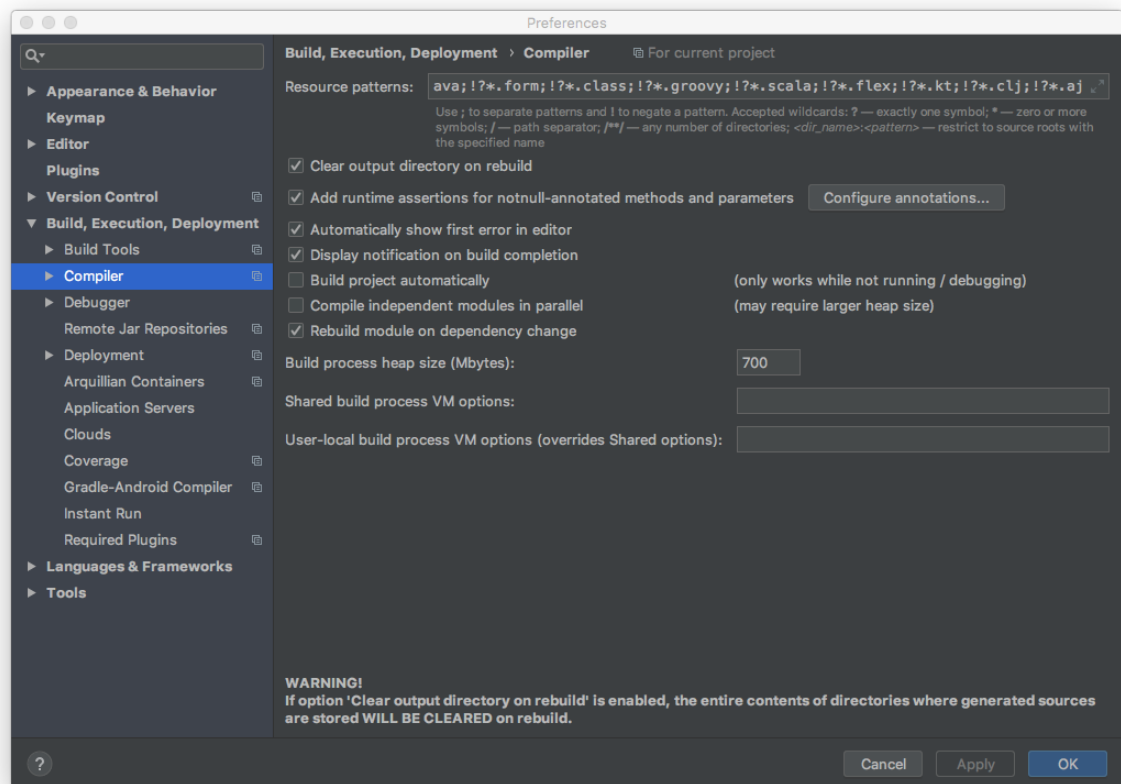 Preferences
Appearance & Behavior
Keymap
Editor
Plugins
Version Control
Build, Execution, Deployment
Build Tools
Compiler
Debugger
Remote Jar Repositories
Deployment
Arquillian Containers
Application Servers
Clouds
Coverage
Gradle-Android Compiler
Instant Run
Required Plugins
Languages & Frameworks
Tools
Build, Execution, Deployment › Compiler For current project
Resource patterns: ava;!?*.form;!?*.class;!?*.groovy;!?*.scala;!?*.flex;!?*.kt;!?*.clj;!?*.aj
Use ; to separate patterns and ! to negate a pattern. Accepted wildcards: ? — exactly one symbol; * — zero or more
symbols; / — path separator; /**/ — any number of directories; <dir_name>:<pattern> — restrict to source roots with
the specified name
Clear output directory on rebuild
Add runtime assertions for notnull-annotated methods and parameters Configure annotations...
Automatically show first error in editor
Display notification on build completion
Build project automatically (only works while not running / debugging)
Compile independent modules in parallel (may require larger heap size)
Rebuild module on dependency change
Build process heap size (Mbytes): 700
Shared build process VM options:
User-local build process VM options (overrides Shared options):
WARNING!
If option 'Clear output directory on rebuild' is enabled, the entire contents of directories where generated sources
are stored WILL BE CLEARED on rebuild.
? Cancel Apply OK